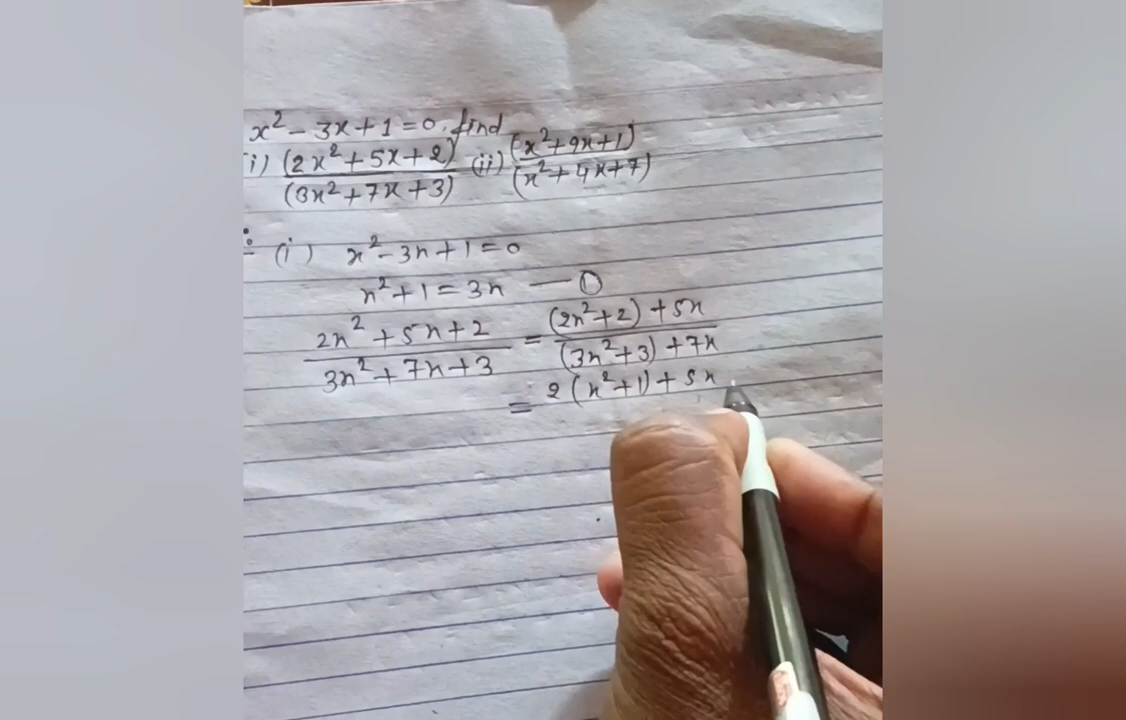 x² - 3x + 1 = 0, find
i) (2x² + 5x + 2) / (3x² + 7x + 3) (ii) (x² + 9x + 1) / (x² + 4x + 7)
(i) x² - 3x + 1 = 0
x² + 1 = 3x — ①
2x² + 5x + 2 / 3x² + 7x + 3 = (2x² + 2) + 5x / (3x² + 3) + 7x
= 2(x² + 1) + 5x